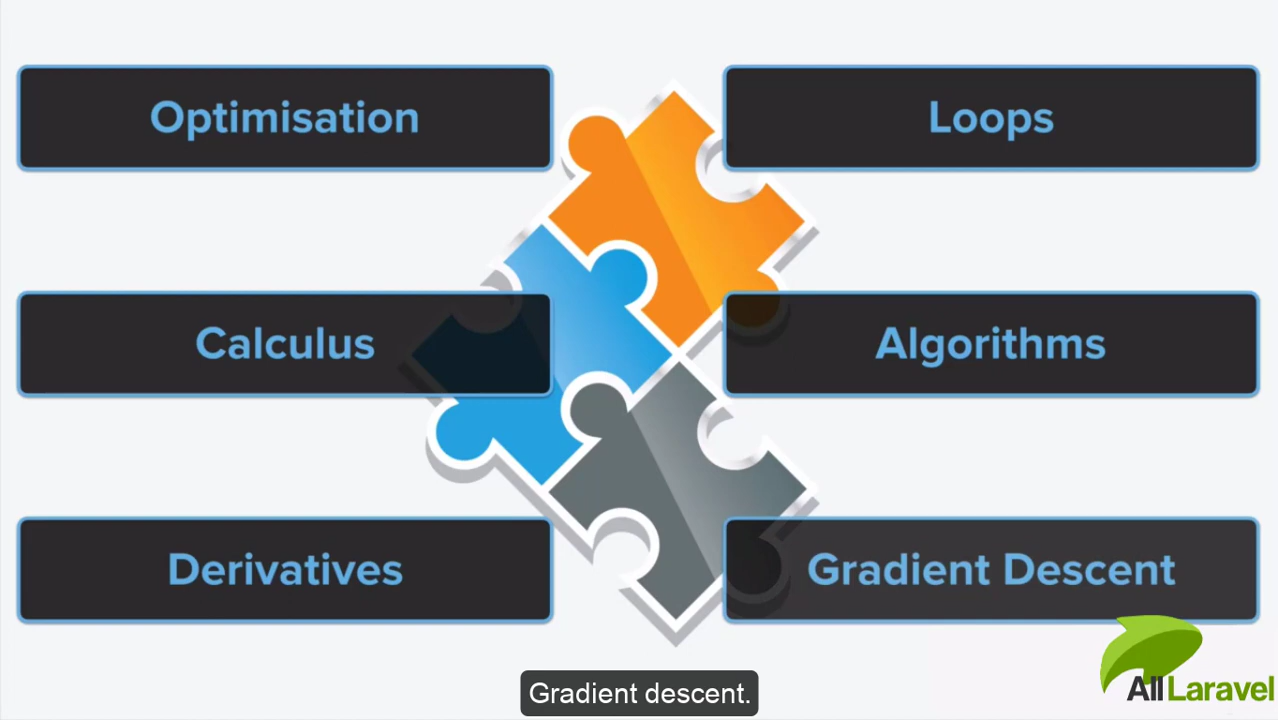 Optimisation
Loops
Calculus
Algorithms
Derivatives
Gradient Descent
AllLaravel
Gradient descent.